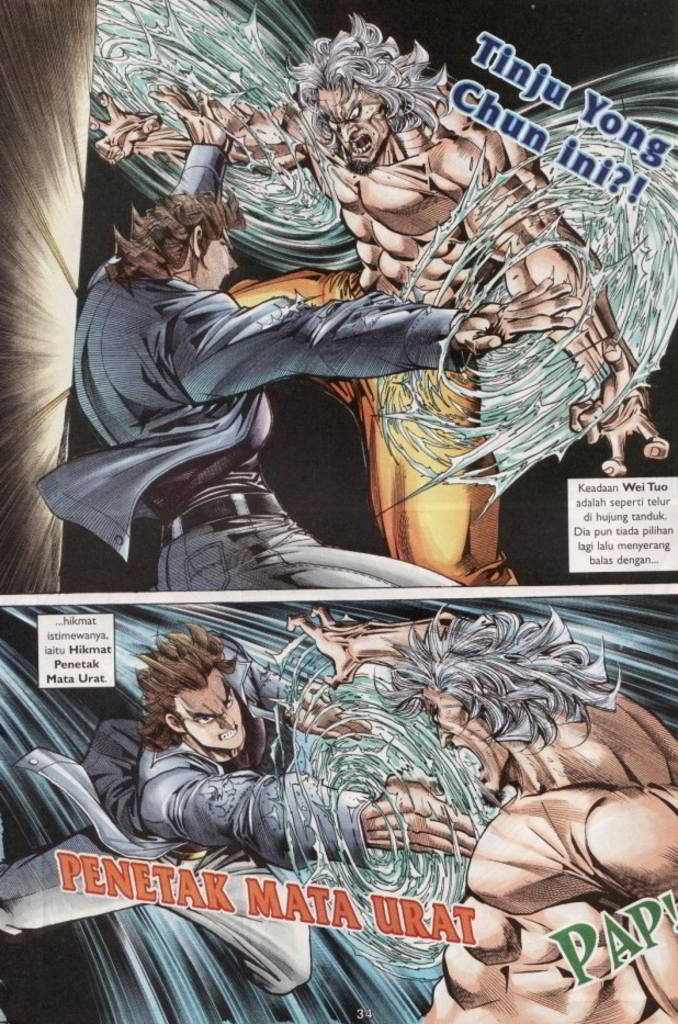 Tinju Yong
Chun ini?!
Keadaan Wei Tuo
adalah seperti telur
di hujung tanduk.
Dia pun tiada pilihan
lagi lalu menyerang
balas dengan...
...hikmat
istimewanya,
iaitu Hikmat
Penetak
Mata Urat.
PENETAK MATA URAT
PAP!
34